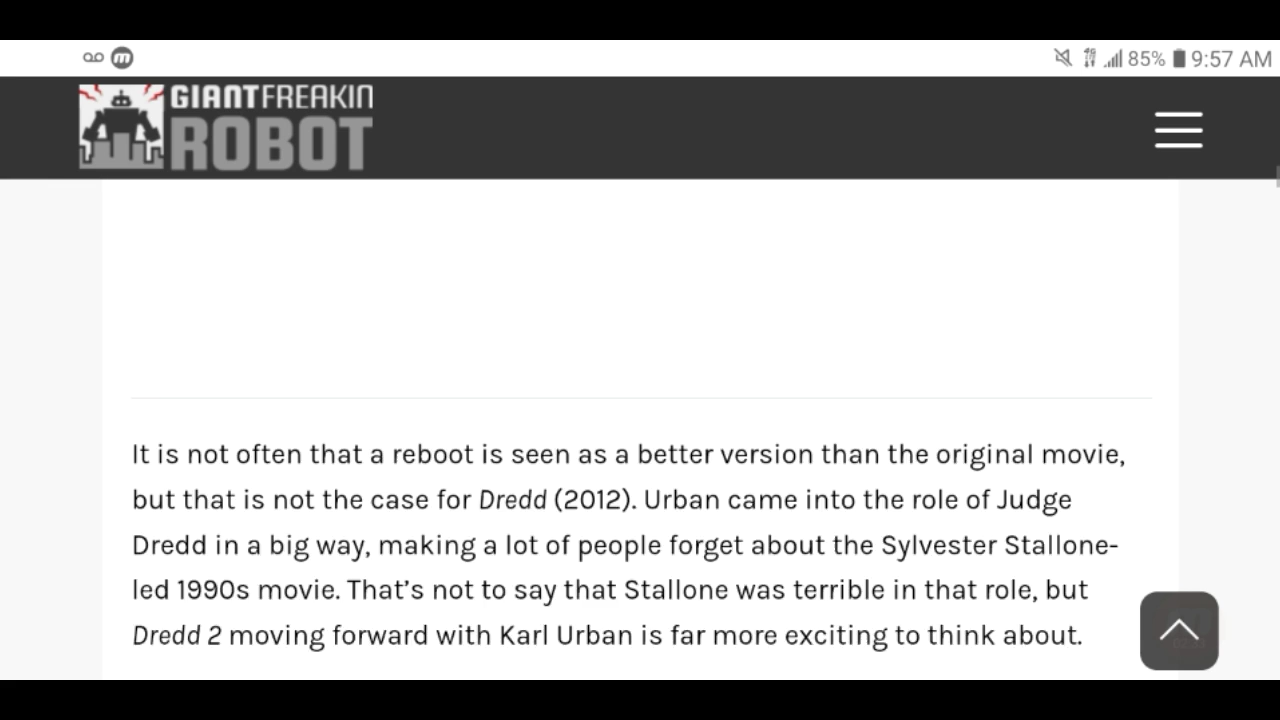 85% 9:57 AM
GIANT FREAKIN
ROBOT
It is not often that a reboot is seen as a better version than the original movie,
but that is not the case for Dredd (2012). Urban came into the role of Judge
Dredd in a big way, making a lot of people forget about the Sylvester Stallone-
led 1990s movie. That's not to say that Stallone was terrible in that role, but
Dredd 2 moving forward with Karl Urban is far more exciting to think about.